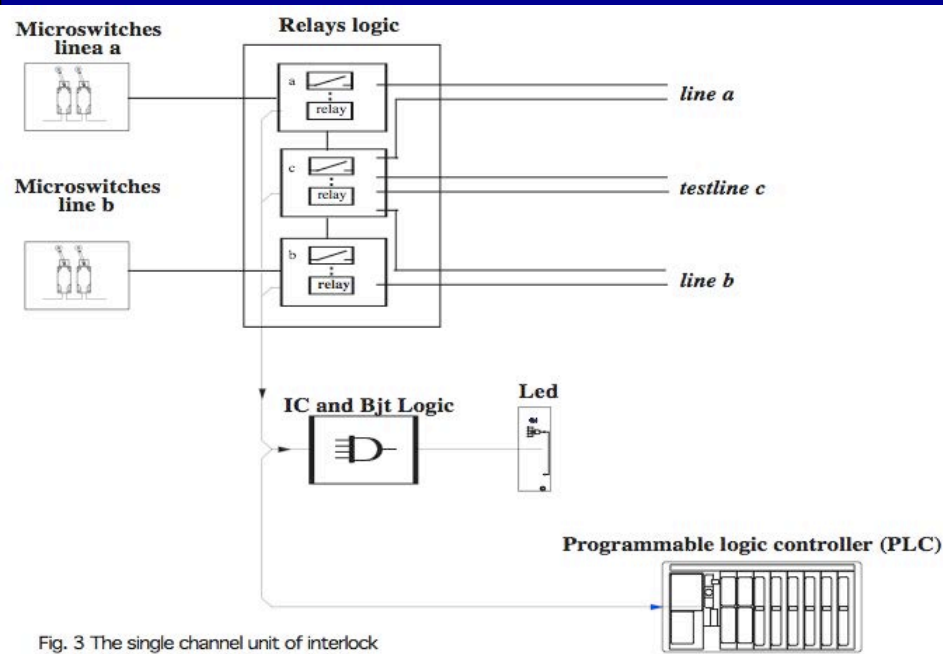 Microswitches
linea a
Relays logic
a
relay
line a
c
relay
testline c
Microswitches
line b
b
relay
line b
IC and Bjt Logic
Led
Programmable logic controller (PLC)
Fig. 3 The single channel unit of interlock